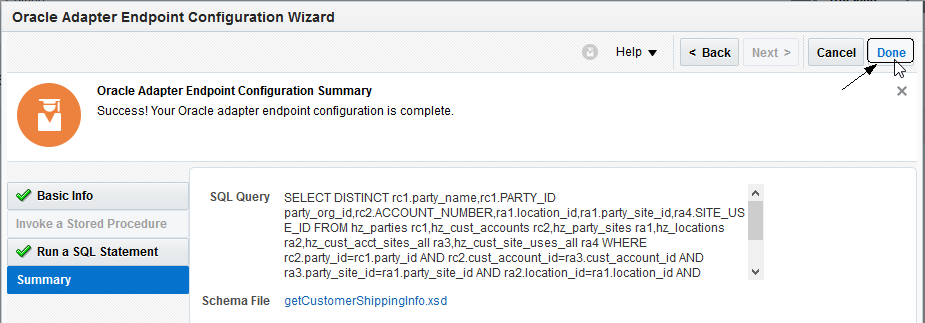 Oracle Adapter Endpoint Configuration Wizard
Help
< Back
Next >
Cancel
Done
Oracle Adapter Endpoint Configuration Summary
Success! Your Oracle adapter endpoint configuration is complete.
Basic Info
Invoke a Stored Procedure
Run a SQL Statement
Summary
SQL Query
SELECT DISTINCT rc1.party_name,rc1.PARTY_ID
party_org_id,rc2.ACCOUNT_NUMBER,ra1.location_id,ra1.party_site_id,ra4.SITE_US
E_ID FROM hz_parties rc1,hz_cust_accounts rc2,hz_party_sites ra1,hz_locations
ra2,hz_cust_acct_sites_all ra3,hz_cust_site_uses_all ra4 WHERE
rc2.party_id=rc1.party_id AND rc2.cust_account_id=ra3.cust_account_id AND
ra3.party_site_id=ra1.party_site_id AND ra2.location_id=ra1.location_id AND
Schema File
getCustomerShippingInfo.xsd